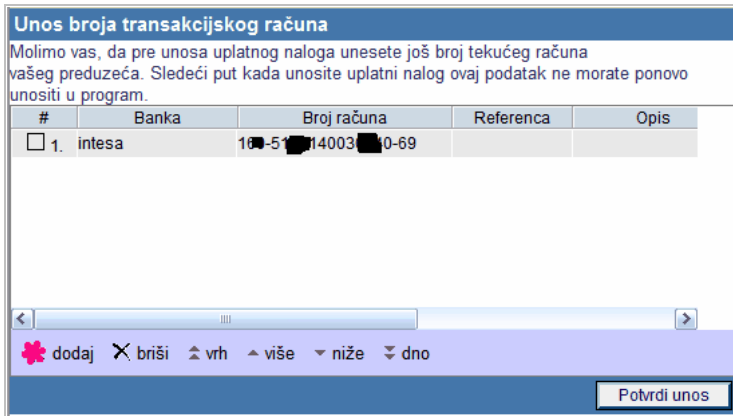 Unos broja transakcijskog računa
Molimo vas, da pre unosa uplatnog naloga unesete još broj tekućeg računa
vašeg preduzeća. Sledeći put kada unosite uplatni nalog ovaj podatak ne morate ponovo
unositi u program.
# Banka Broj računa Referenca Opis
1. intesa
dodaj briši vrh više niže dno
Potvrdi unos